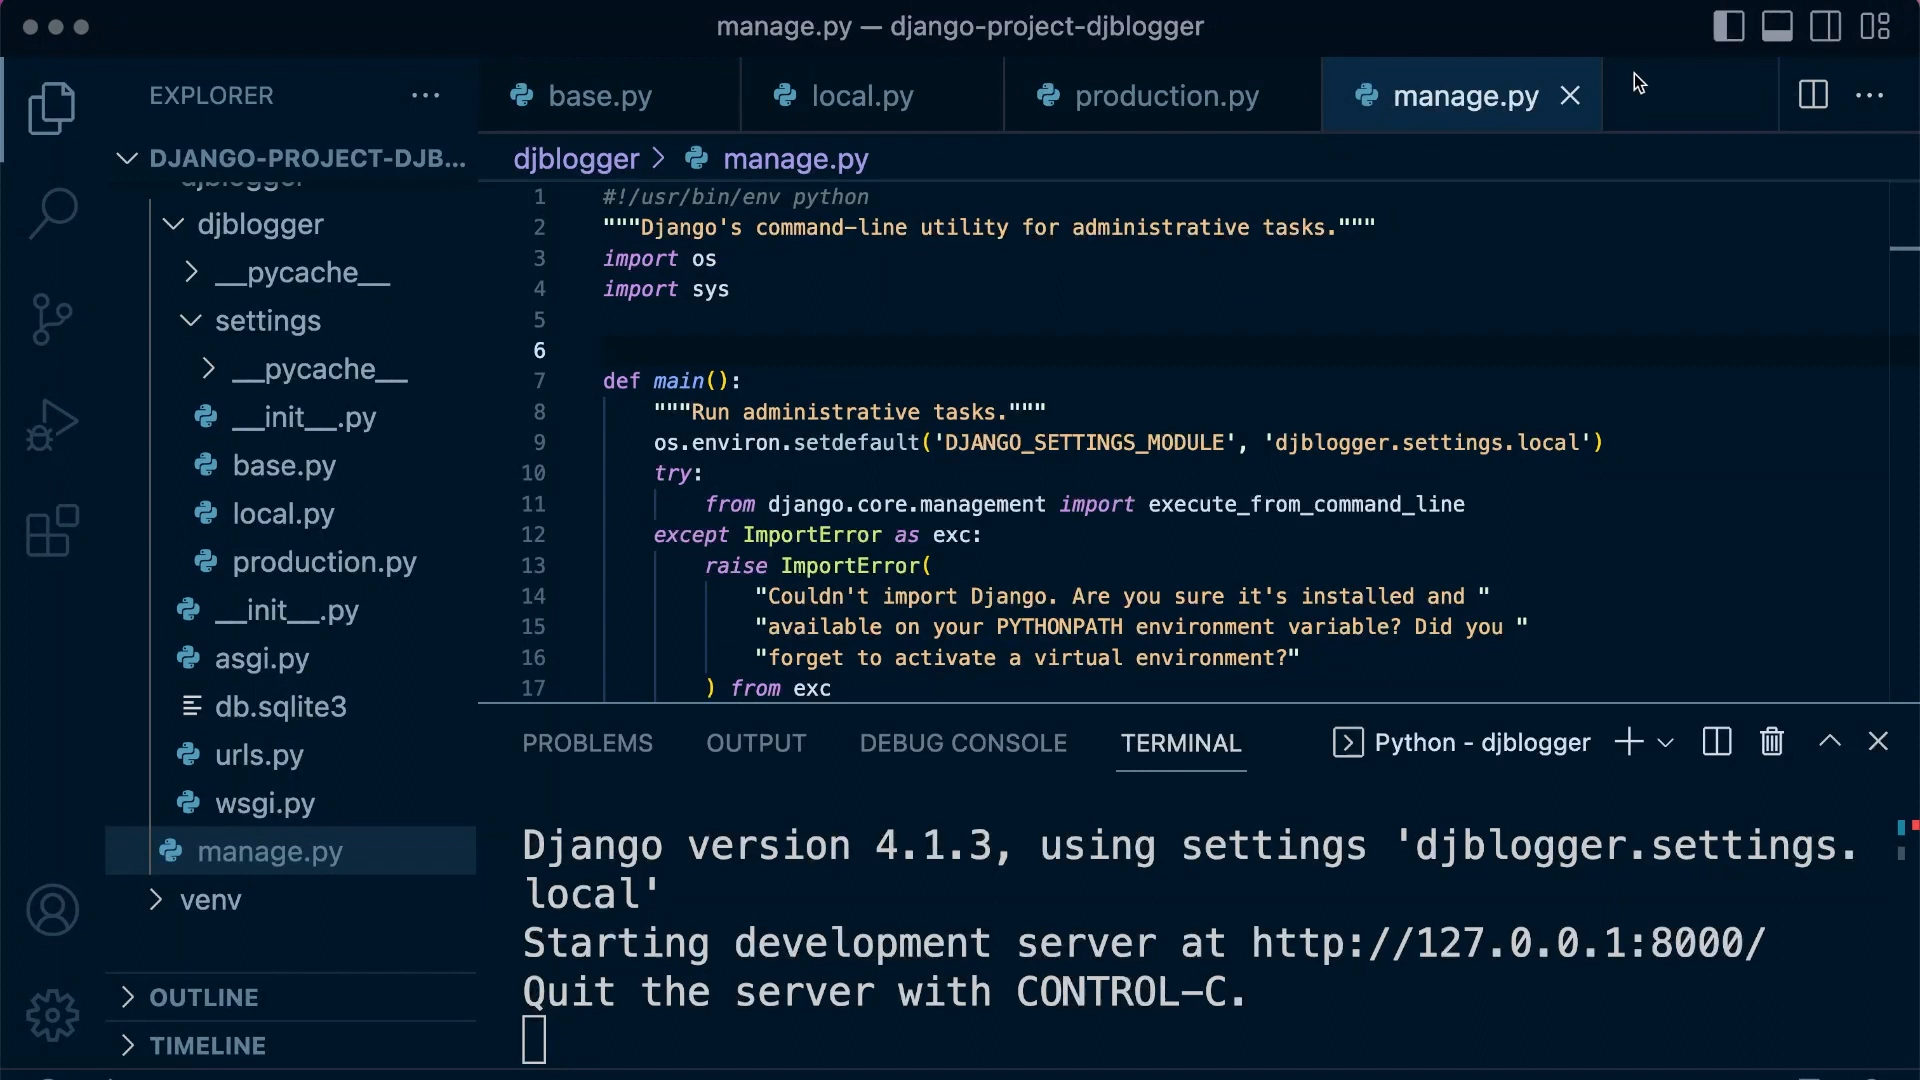 manage.py — django-project-djblogger
EXPLORER
base.py
local.py
production.py
manage.py
DJANGO-PROJECT-DJB...
djblogger > manage.py
djblogger
djblogger
__pycache__
settings
__pycache__
__init__.py
base.py
local.py
production.py
__init__.py
asgi.py
db.sqlite3
urls.py
wsgi.py
manage.py
venv
OUTLINE
TIMELINE
1 #!/usr/bin/env python
2 """Django's command-line utility for administrative tasks."""
3 import os
4 import sys
5
6
7 def main():
8 """Run administrative tasks."""
9 os.environ.setdefault('DJANGO_SETTINGS_MODULE', 'djblogger.settings.local')
10 try:
11 from django.core.management import execute_from_command_line
12 except ImportError as exc:
13 raise ImportError(
14 "Couldn't import Django. Are you sure it's installed and "
15 "available on your PYTHONPATH environment variable? Did you "
16 "forget to activate a virtual environment?"
17 ) from exc
PROBLEMS OUTPUT DEBUG CONSOLE TERMINAL Python - djblogger
Django version 4.1.3, using settings 'djblogger.settings.
local'
Starting development server at http://127.0.0.1:8000/
Quit the server with CONTROL-C.